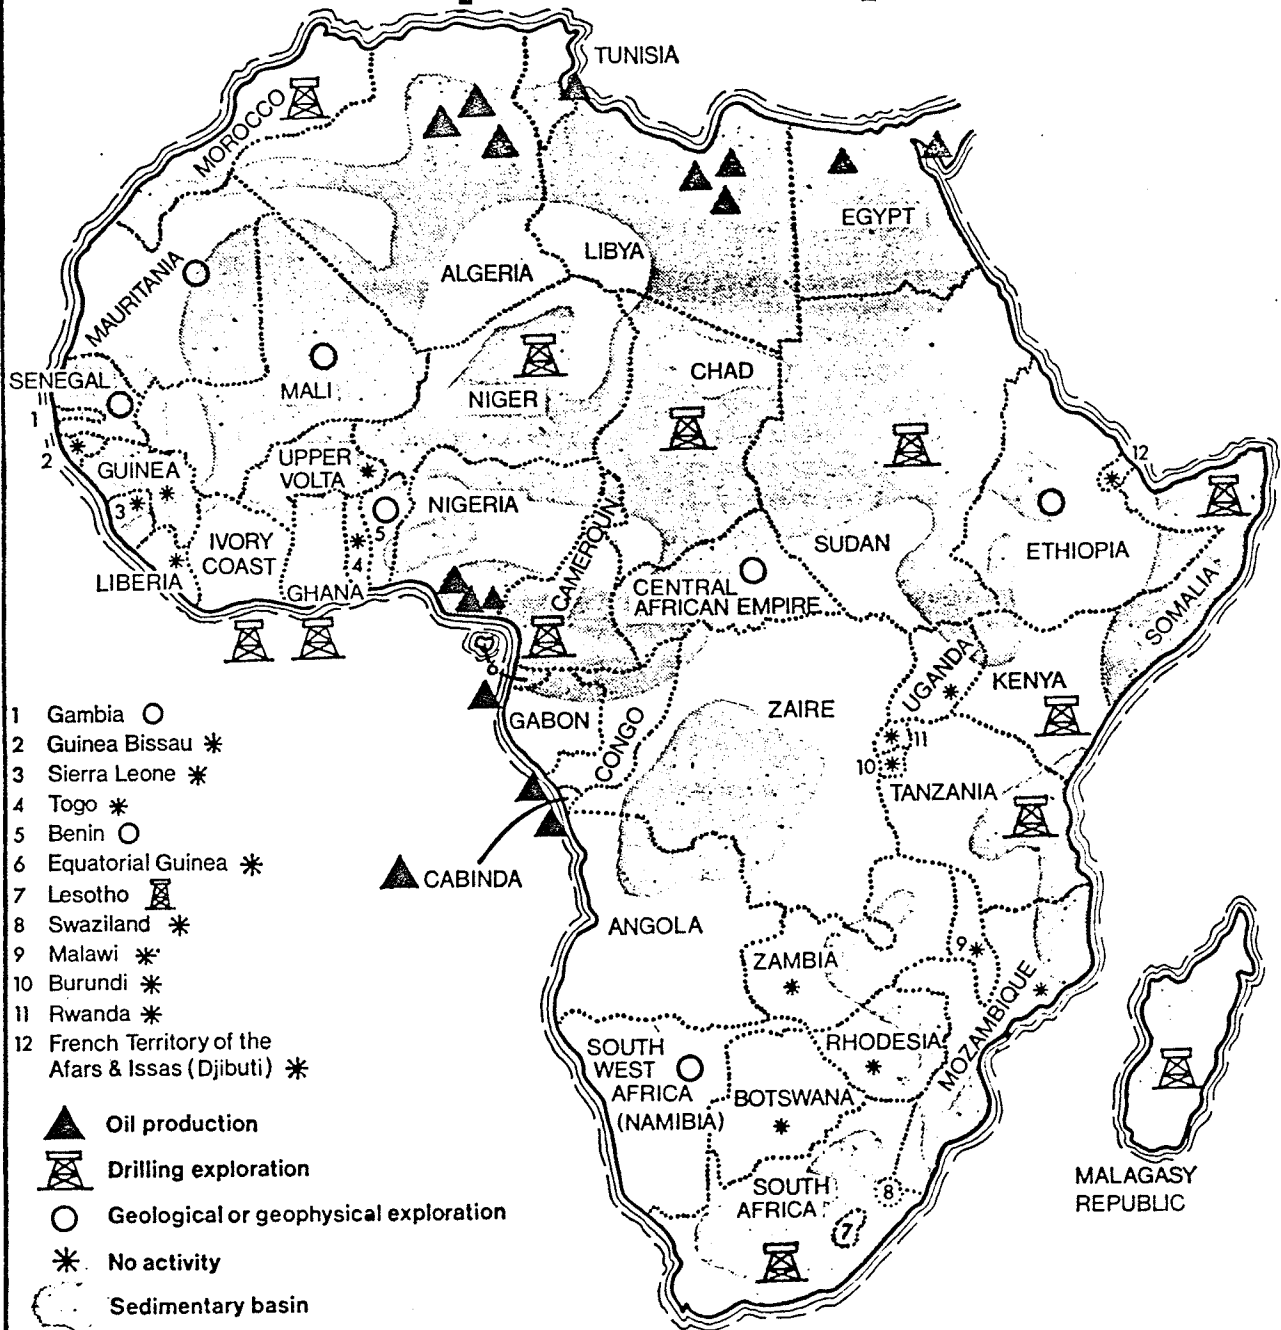 TUNISIA
MOROCCO
EGYPT
LIBYA
ALGERIA
MAURITANIA
CHAD
SENEGAL
MALI
NIGER
1
2
12
GUINEA
UPPER
VOLTA
NIGERIA
3
5
SUDAN
ETHIOPIA
IVORY
COAST
CAMEROUN
LIBERIA
4
GHANA
CENTRAL
AFRICAN EMPIRE
SOMALIA
6
UGANDA
KENYA
ZAIRE
GABON
CONGO
11
10
TANZANIA
CABINDA
ANGOLA
ZAMBIA
9
MOZAMBIQUE
RHODESIA
SOUTH
WEST
AFRICA
(NAMIBIA)
BOTSWANA
SOUTH
AFRICA
8
7
MALAGASY
REPUBLIC
1 Gambia
2 Guinea Bissau
3 Sierra Leone
4 Togo
5 Benin
6 Equatorial Guinea
7 Lesotho
8 Swaziland
9 Malawi
10 Burundi
11 Rwanda
12 French Territory of the
Afars & Issas (Djibuti)
Oil production
Drilling exploration
Geological or geophysical exploration
No activity
Sedimentary basin